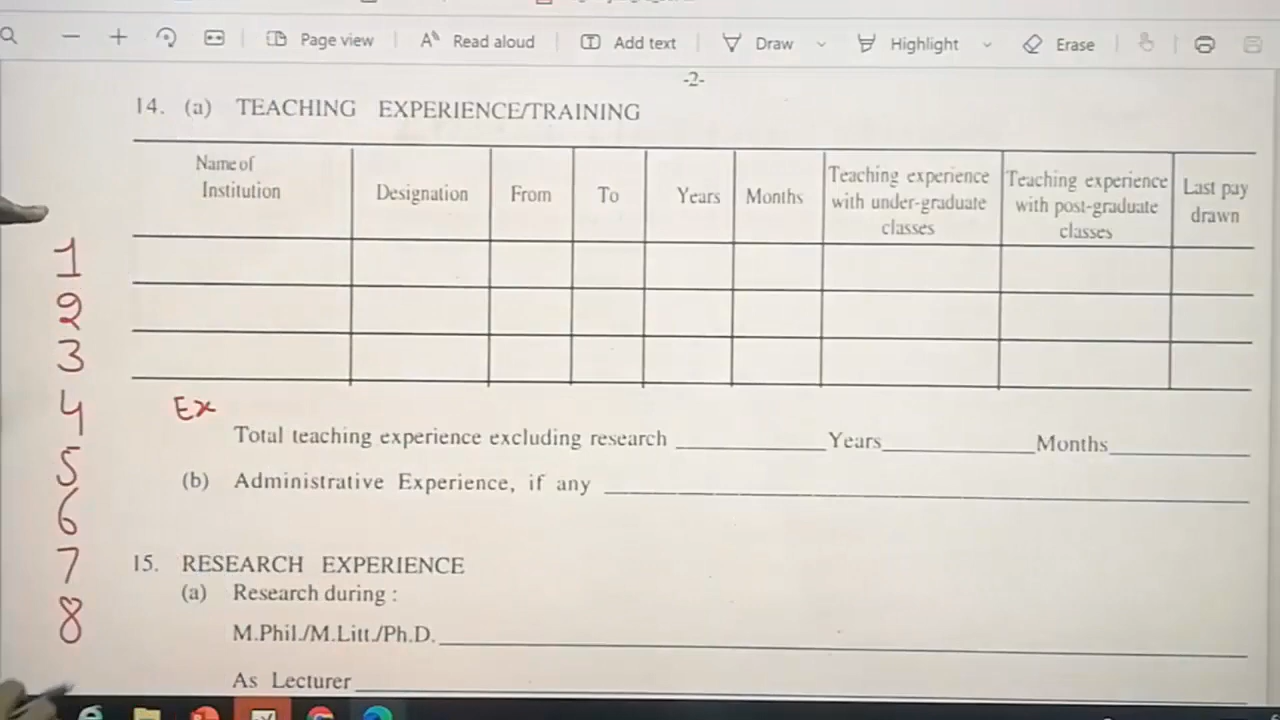 Page view Read aloud Add text Draw Highlight Erase
-2-
14. (a) TEACHING EXPERIENCE/TRAINING
Name of Institution Designation From To Years Months Teaching experience with under-graduate classes Teaching experience with post-graduate classes Last pay drawn
1
2
3
4
5
6
7
8
Ex
Total teaching experience excluding research Years Months
(b) Administrative Experience, if any
15. RESEARCH EXPERIENCE
(a) Research during :
M.Phil./M.Litt./Ph.D.
As Lecturer